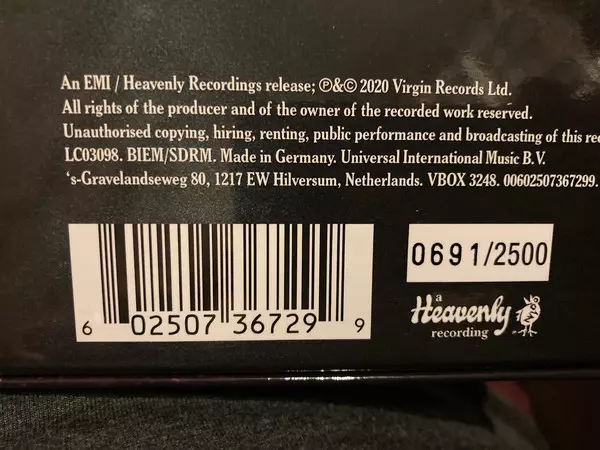 An EMI / Heavenly Recordings release; ℗&© 2020 Virgin Records Ltd.
All rights of the producer and of the owner of the recorded work reserved.
Unauthorised copying, hiring, renting, public performance and broadcasting of this
LC03098. BIEM/SDRM. Made in Germany. Universal International Music B.V.
‘s-Gravelandseweg 80, 1217 EW Hilversum, Netherlands. VBOX 3248. 00602507367299.
6 02507 36729 9
0691/2500
a
Heavenly
recording